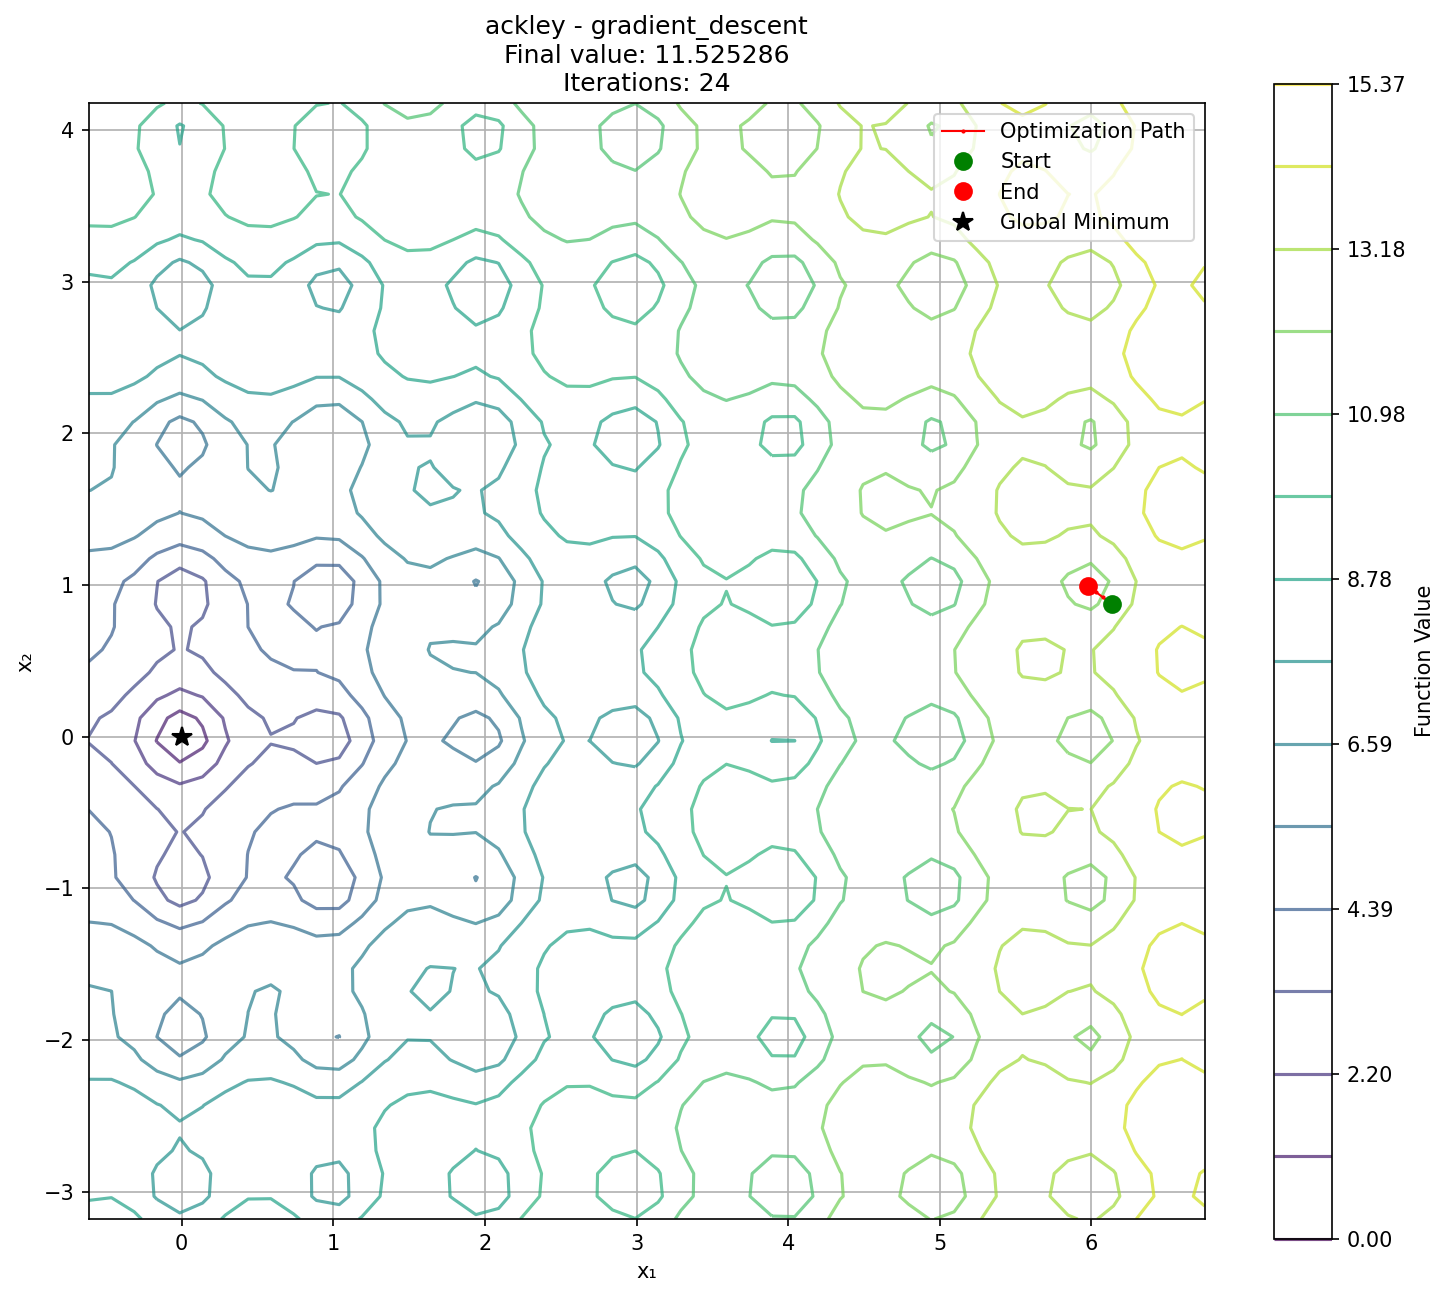 ackley - gradient_descent
Final value: 11.525286
Iterations: 24
Optimization Path
Start
End
Global Minimum
4
3
2
1
0
−1
−2
−3
x₂
0
1
2
3
4
5
6
x₁
15.37
13.18
10.98
8.78
6.59
4.39
2.20
0.00
Function Value